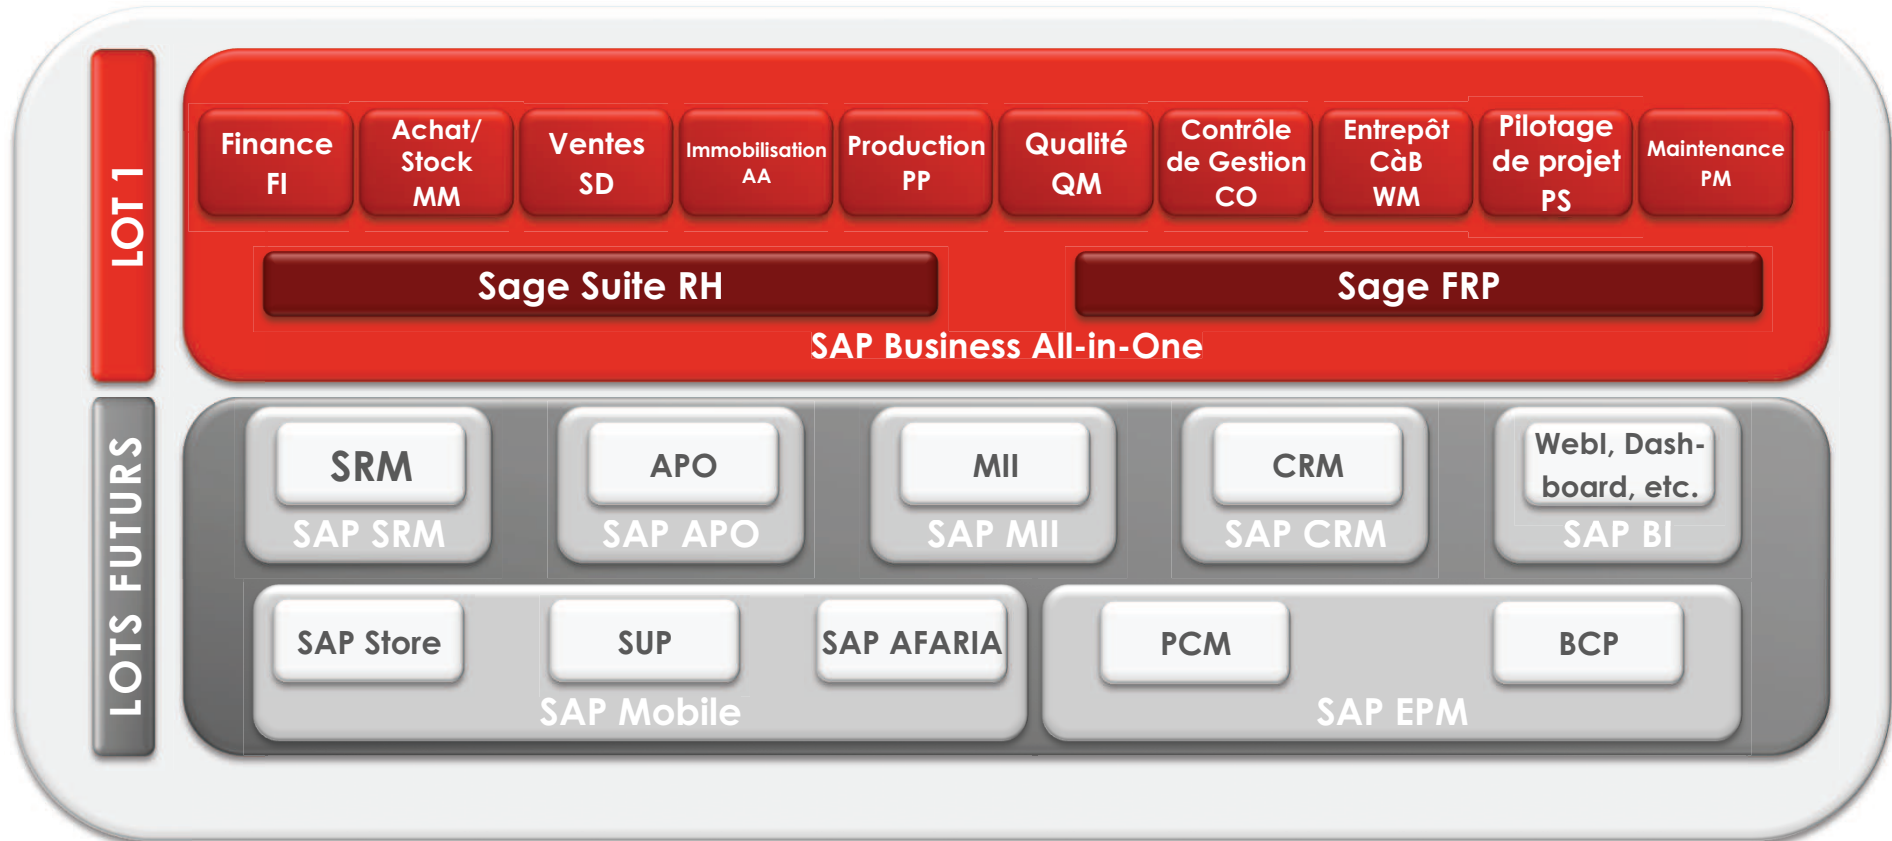 LOT 1
Finance
FI
Achat/
Stock
MM
Ventes
SD
Immobilisation
AA
Production
PP
Qualité
QM
Contrôle
de Gestion
CO
Entrepôt
CàB
WM
Pilotage
de projet
PS
Maintenance
PM
Sage Suite RH
Sage FRP
SAP Business All-in-One
LOTS FUTURS
SRM
SAP SRM
APO
SAP APO
MII
SAP MII
CRM
SAP CRM
WebI, Dash-
board, etc.
SAP BI
SAP Store
SUP
SAP AFARIA
SAP Mobile
PCM
BCP
SAP EPM